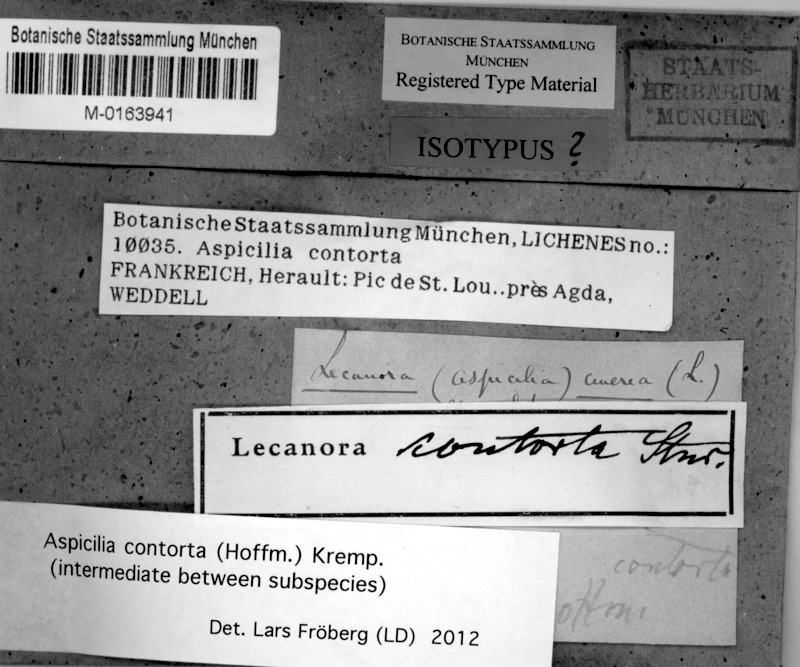 Botanische Staatssammlung München
M-0163941
BOTANISCHE STAATSSAMMLUNG
MÜNCHEN
Registered Type Material
STAATS-
HERBARIUM
MÜNCHEN
ISOTYPUS ?
Botanische Staatssammlung München, LICHENES no.:
10035. Aspicilia contorta
FRANKREICH, Herault: Pic de St. Lou..près Agda,
WEDDELL
Lecanora (aspicilia) cinerea (L.)
Lecanora contorta Stnr.
Aspicilia contorta (Hoffm.) Kremp.
(intermediate between subspecies)
Det. Lars Fröberg (LD) 2012
contorta